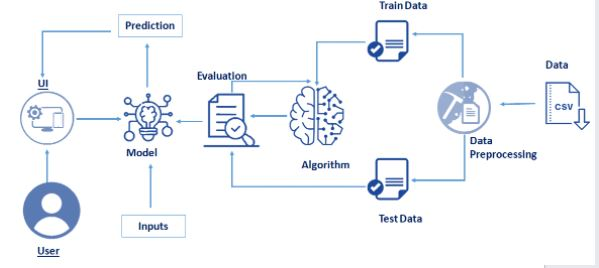 Train Data
Prediction
UI
Evaluation
Data
CSV
Model
Algorithm
Data
Preprocessing
Inputs
Test Data
User